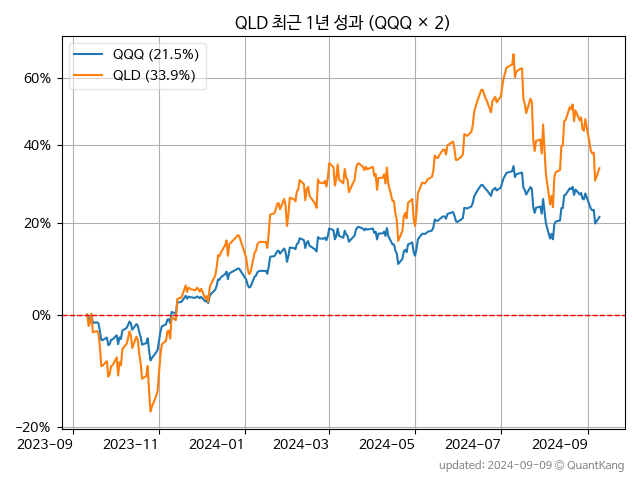 QLD 최근 1년 성과 (QQQ × 2)
QQQ (21.5%)
QLD (33.9%)
60%
40%
20%
0%
−20%
2023-09 2023-11 2024-01 2024-03 2024-05 2024-07 2024-09
updated: 2024-09-09 © QuantKang